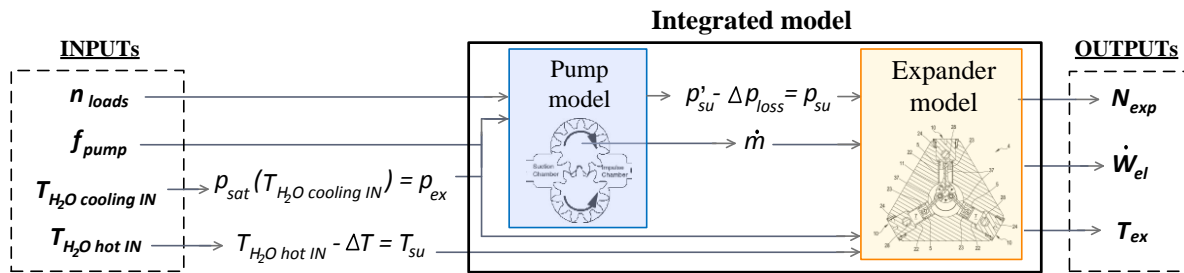 Integrated model
INPUTs
OUTPUTs
Pump
model
Expander
model
n loads
p'su - Δploss = psu
Nexp
fpump
ṁ
Suction
Chamber
Impulse
Chamber
Ẇel
TH2O cooling IN
psat (TH2O cooling IN) = pex
TH2O hot IN
TH2O hot IN - ΔT = Tsu
Tex